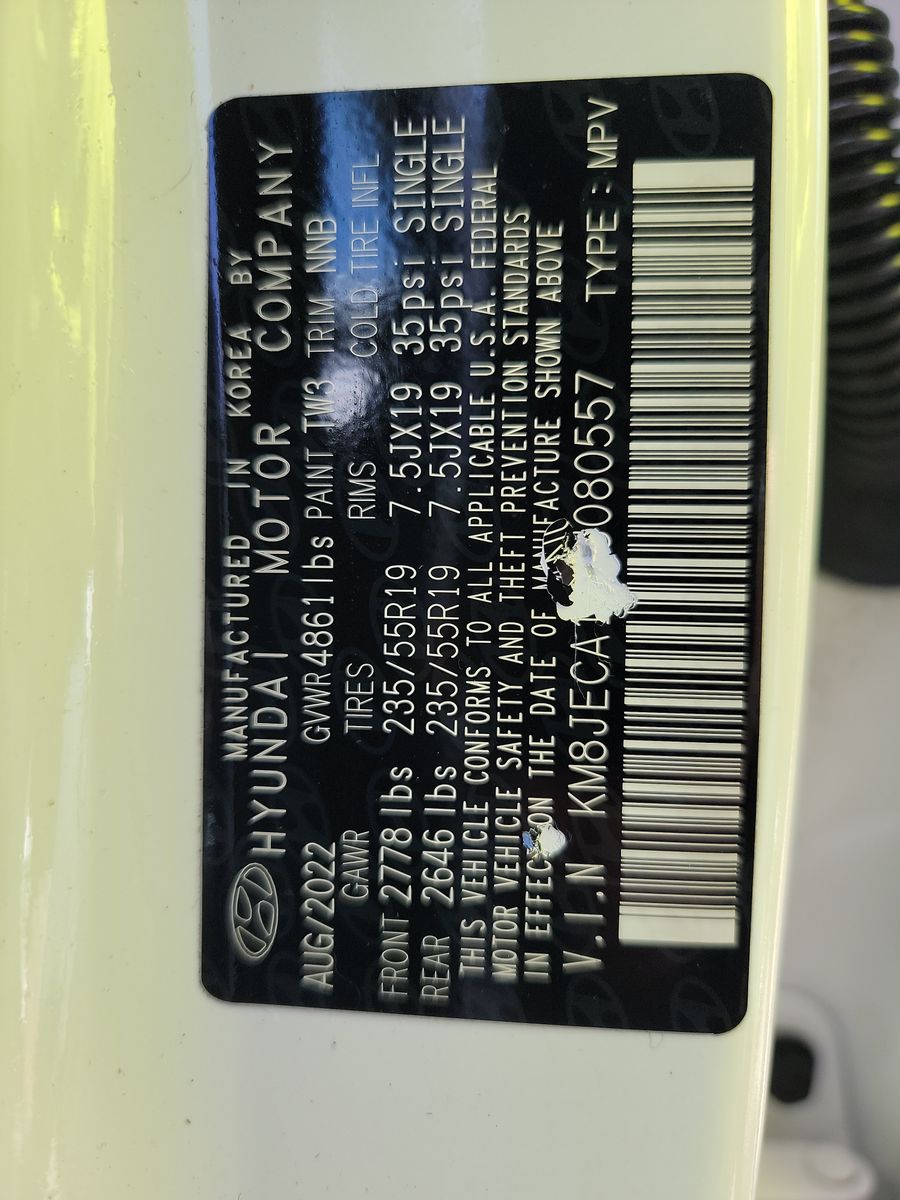 MANUFACTURED IN KOREA BY
HYUNDAI MOTOR COMPANY
AUG/2022 GVWR 4861 lbs PAINT TW3 TRIM NNB
GAWR TIRES RIMS COLD TIRE INFL
FRONT 2778 lbs 235/55R19 7.5JX19 35psi SINGLE
REAR 2646 lbs 235/55R19 7.5JX19 35psi SINGLE
THIS VEHICLE CONFORMS TO ALL APPLICABLE U.S.A. FEDERAL
MOTOR VEHICLE SAFETY AND THEFT PREVENTION STANDARDS
IN EFFECT ON THE DATE OF MANUFACTURE SHOWN ABOVE
V.I.N KM8JECA 080557 TYPE : MPV